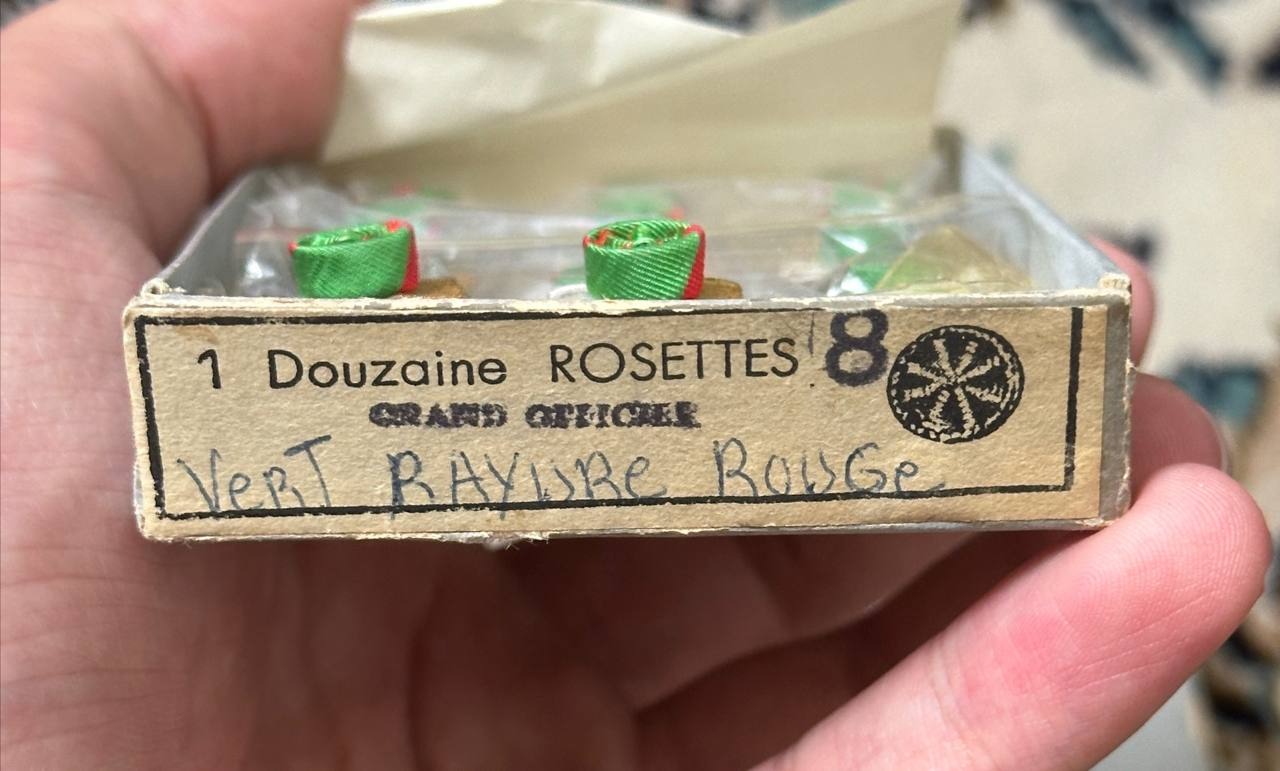 1 Douzaine ROSETTES 8
GRAND OFFICIER
VeRT RAYURe ROUGe